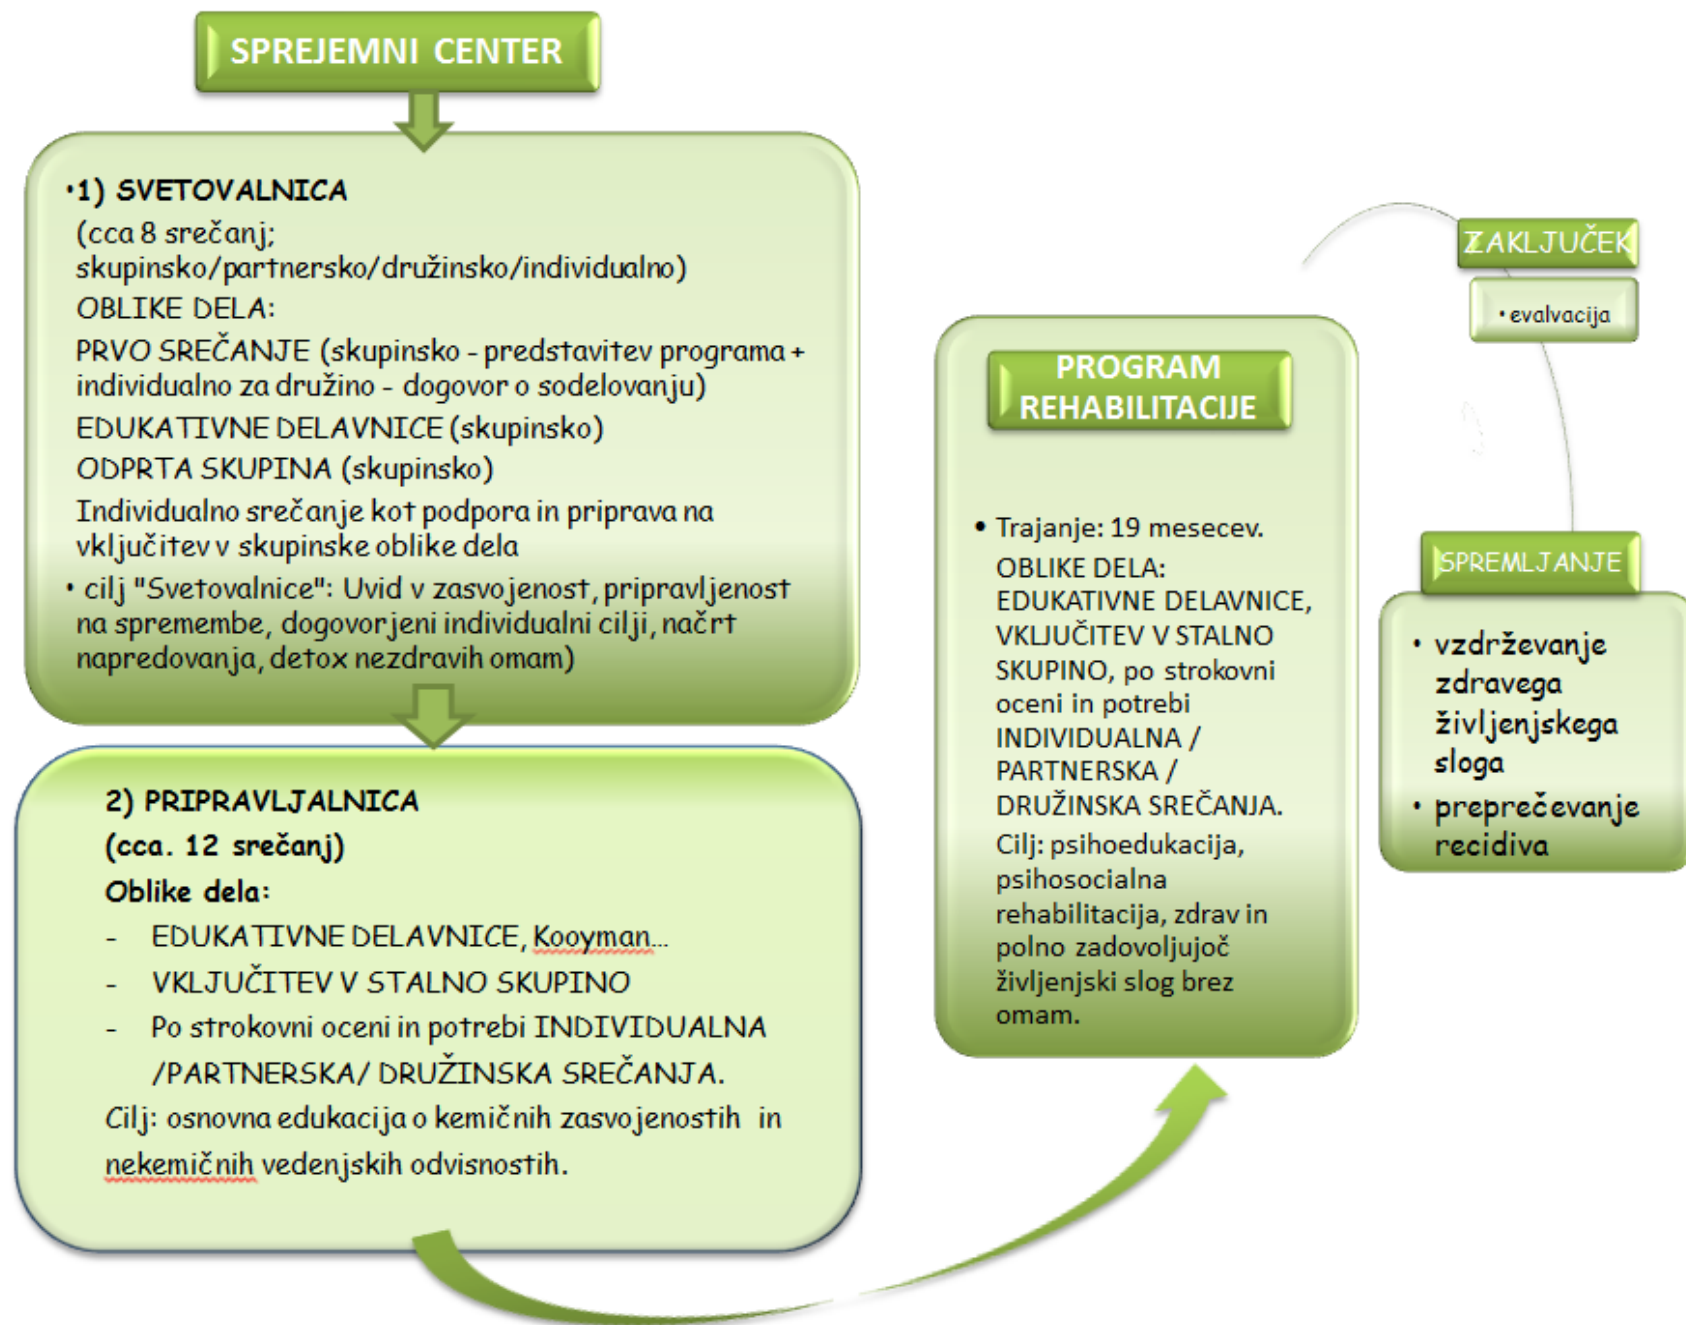 SPREJEMNI CENTER
•1) SVETOVALNICA
(cca 8 srečanj;
skupinsko/partnersko/družinsko/individualno)
OBLIKE DELA:
PRVO SREČANJE (skupinsko - predstavitev programa +
individualno za družino - dogovor o sodelovanju)
EDUKATIVNE DELAVNICE (skupinsko)
ODPRTA SKUPINA (skupinsko)
Individualno srečanje kot podpora in priprava na
vključitev v skupinske oblike dela
• cilj "Svetovalnice": Uvid v zasvojenost, pripravljenost
na spremembe, dogovorjeni individualni cilji, načrt
napredovanja, detox nezdravih omam)
2) PRIPRAVLJALNICA
(cca. 12 srečanj)
Oblike dela:
- EDUKATIVNE DELAVNICE, Kooyman...
- VKLJUČITEV V STALNO SKUPINO
- Po strokovni oceni in potrebi INDIVIDUALNA
/PARTNERSKA/ DRUŽINSKA SREČANJA.
Cilj: osnovna edukacija o kemičnih zasvojenostih in
nekemičnih vedenjskih odvisnostih.
PROGRAM
REHABILITACIJE
• Trajanje: 19 mesecev.
OBLIKE DELA:
EDUKATIVNE DELAVNICE,
VKLJUČITEV V STALNO
SKUPINO, po strokovni
oceni in potrebi
INDIVIDUALNA /
PARTNERSKA /
DRUŽINSKA SREČANJA.
Cilj: psihoedukacija,
psihosocialna
rehabilitacija, zdrav in
polno zadovoljujoč
življenjski slog brez
omam.
ZAKLJUČEK
• evalvacija
SPREMLJANJE
• vzdrževanje
zdravega
življenjskega
sloga
• preprečevanje
recidiva